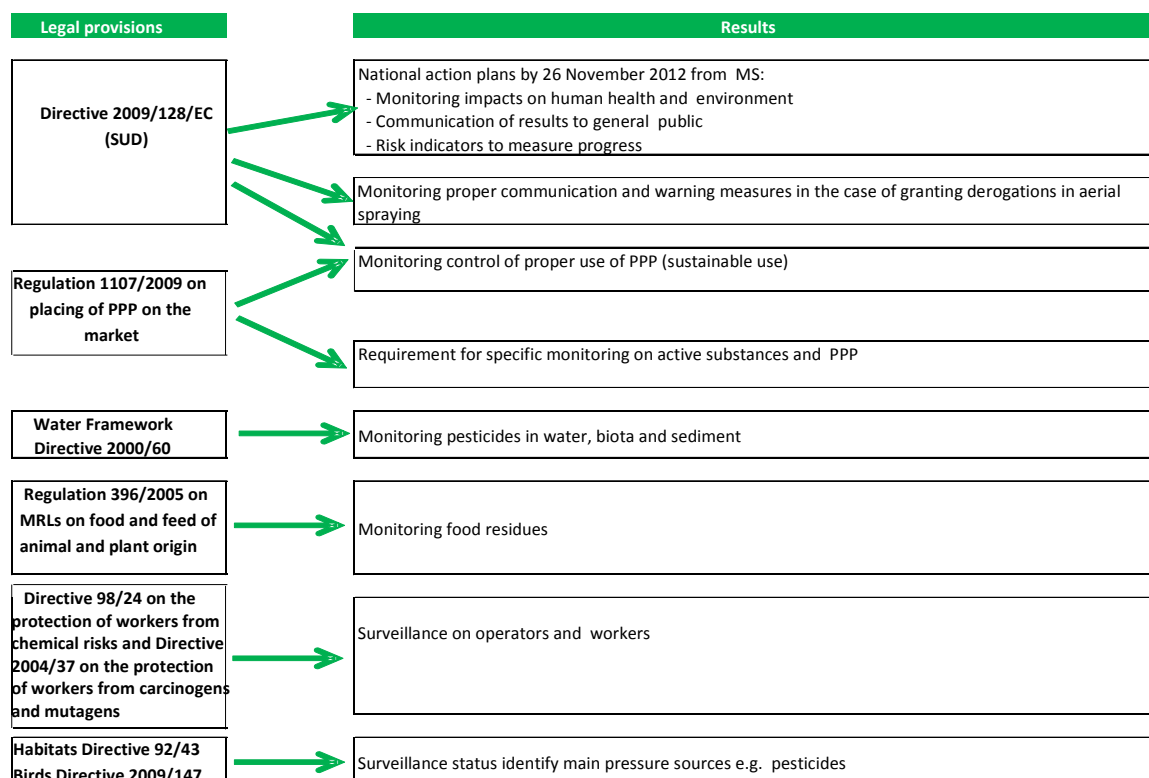 Legal provisions
Results
Directive 2009/128/EC
(SUD)
National action plans by 26 November 2012 from MS:
- Monitoring impacts on human health and environment
- Communication of results to general public
- Risk indicators to measure progress
Monitoring proper communication and warning measures in the case of granting derogations in aerial
spraying
Monitoring control of proper use of PPP (sustainable use)
Regulation 1107/2009 on
placing of PPP on the
market
Requirement for specific monitoring on active substances and PPP
Water Framework
Directive 2000/60
Monitoring pesticides in water, biota and sediment
Regulation 396/2005 on
MRLs on food and feed of
animal and plant origin
Monitoring food residues
Directive 98/24 on the
protection of workers from
chemical risks and Directive
2004/37 on the protection
of workers from carcinogens
and mutagens
Surveillance on operators and workers
Habitats Directive 92/43
Birds Directive 2009/147
Surveillance status identify main pressure sources e.g. pesticides